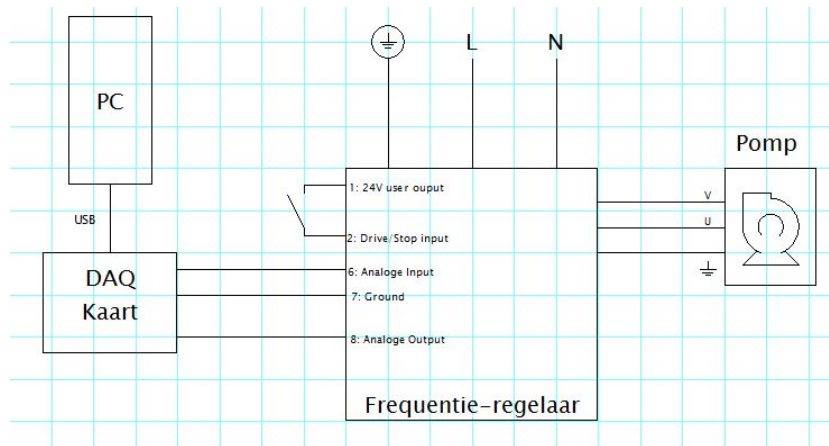 L
N
PC
Pomp
1: 24V user ouput
V
USB
U
2: Drive/Stop input
DAQ
Kaart
6: Analoge Input
7: Ground
8: Analoge Output
Frequentie-regelaar